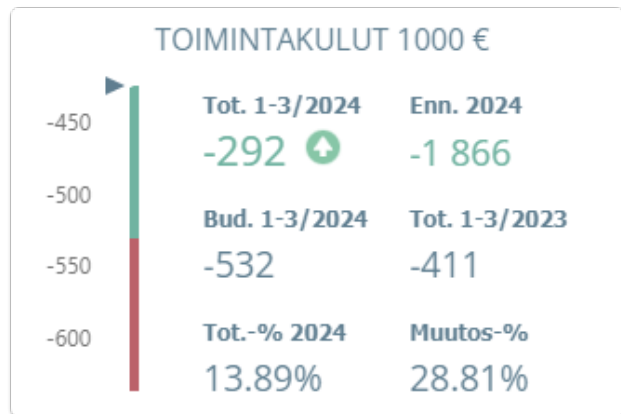 TOIMINTAKULUT 1000 €
-450
-500
-550
-600
Tot. 1-3/2024 Enn. 2024
-292 -1 866
Bud. 1-3/2024 Tot. 1-3/2023
-532 -411
Tot.-% 2024 Muutos-%
13.89% 28.81%